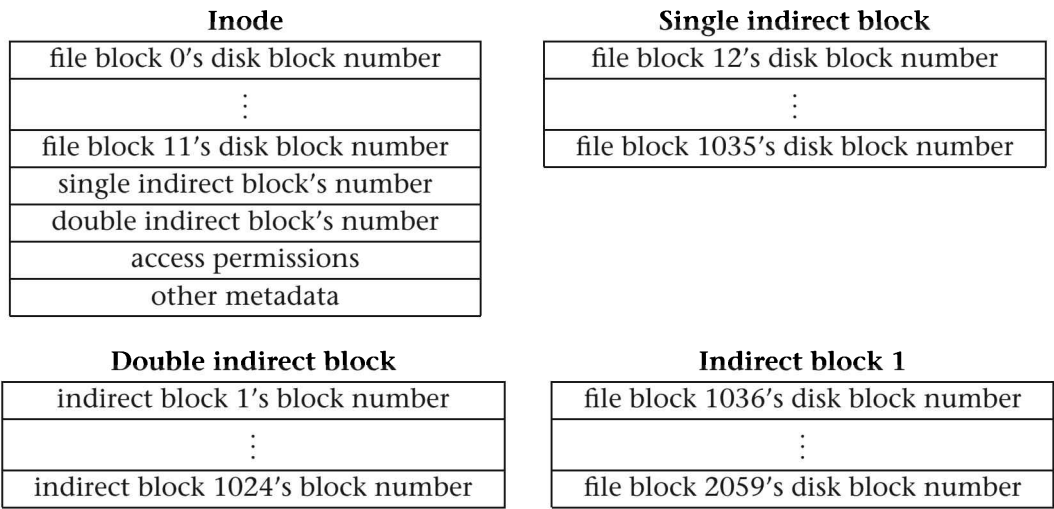 Inode
file block 0's disk block number
⋮
file block 11's disk block number
single indirect block's number
double indirect block's number
access permissions
other metadata
Single indirect block
file block 12's disk block number
⋮
file block 1035's disk block number
Double indirect block
indirect block 1's block number
⋮
indirect block 1024's block number
Indirect block 1
file block 1036's disk block number
⋮
file block 2059's disk block number